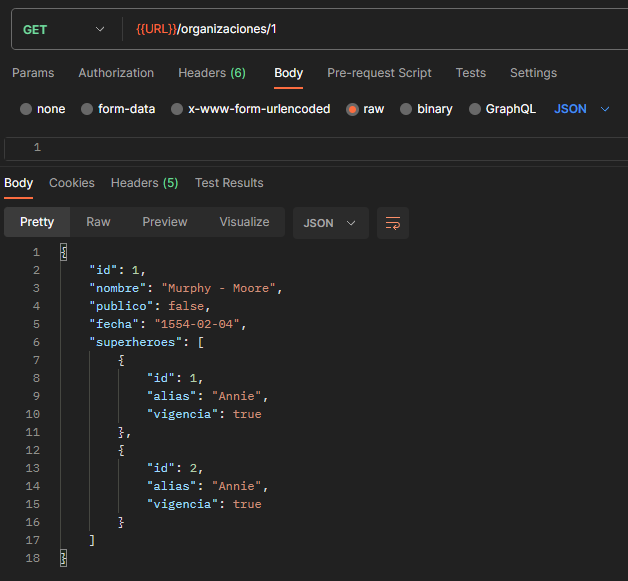 GET {{URL}}/organizaciones/1
Params Authorization Headers (6) Body Pre-request Script Tests Settings
none form-data x-www-form-urlencoded raw binary GraphQL JSON
1
Body Cookies Headers (5) Test Results
Pretty Raw Preview Visualize JSON
1 {
2 "id": 1,
3 "nombre": "Murphy - Moore",
4 "publico": false,
5 "fecha": "1554-02-04",
6 "superheroes": [
7 {
8 "id": 1,
9 "alias": "Annie",
10 "vigencia": true
11 },
12 {
13 "id": 2,
14 "alias": "Annie",
15 "vigencia": true
16 }
17 ]
18 }